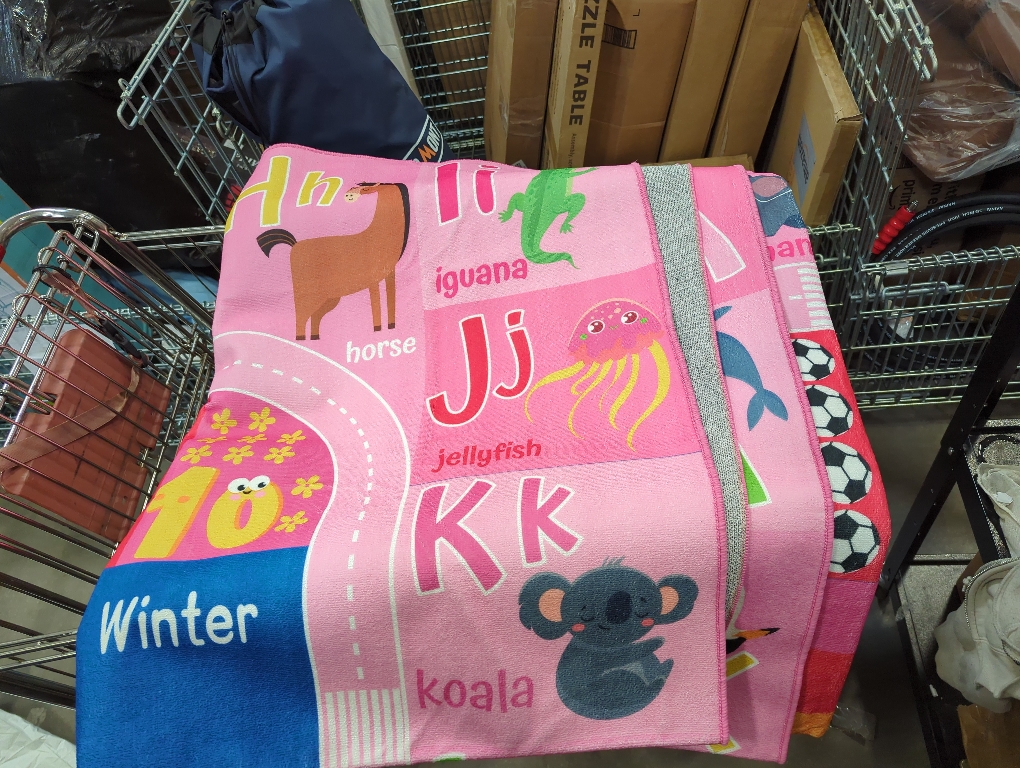 ZZLE TABLE
Hh
horse
Ii
iguana
Jj
jellyfish
Kk
koala
10
Winter